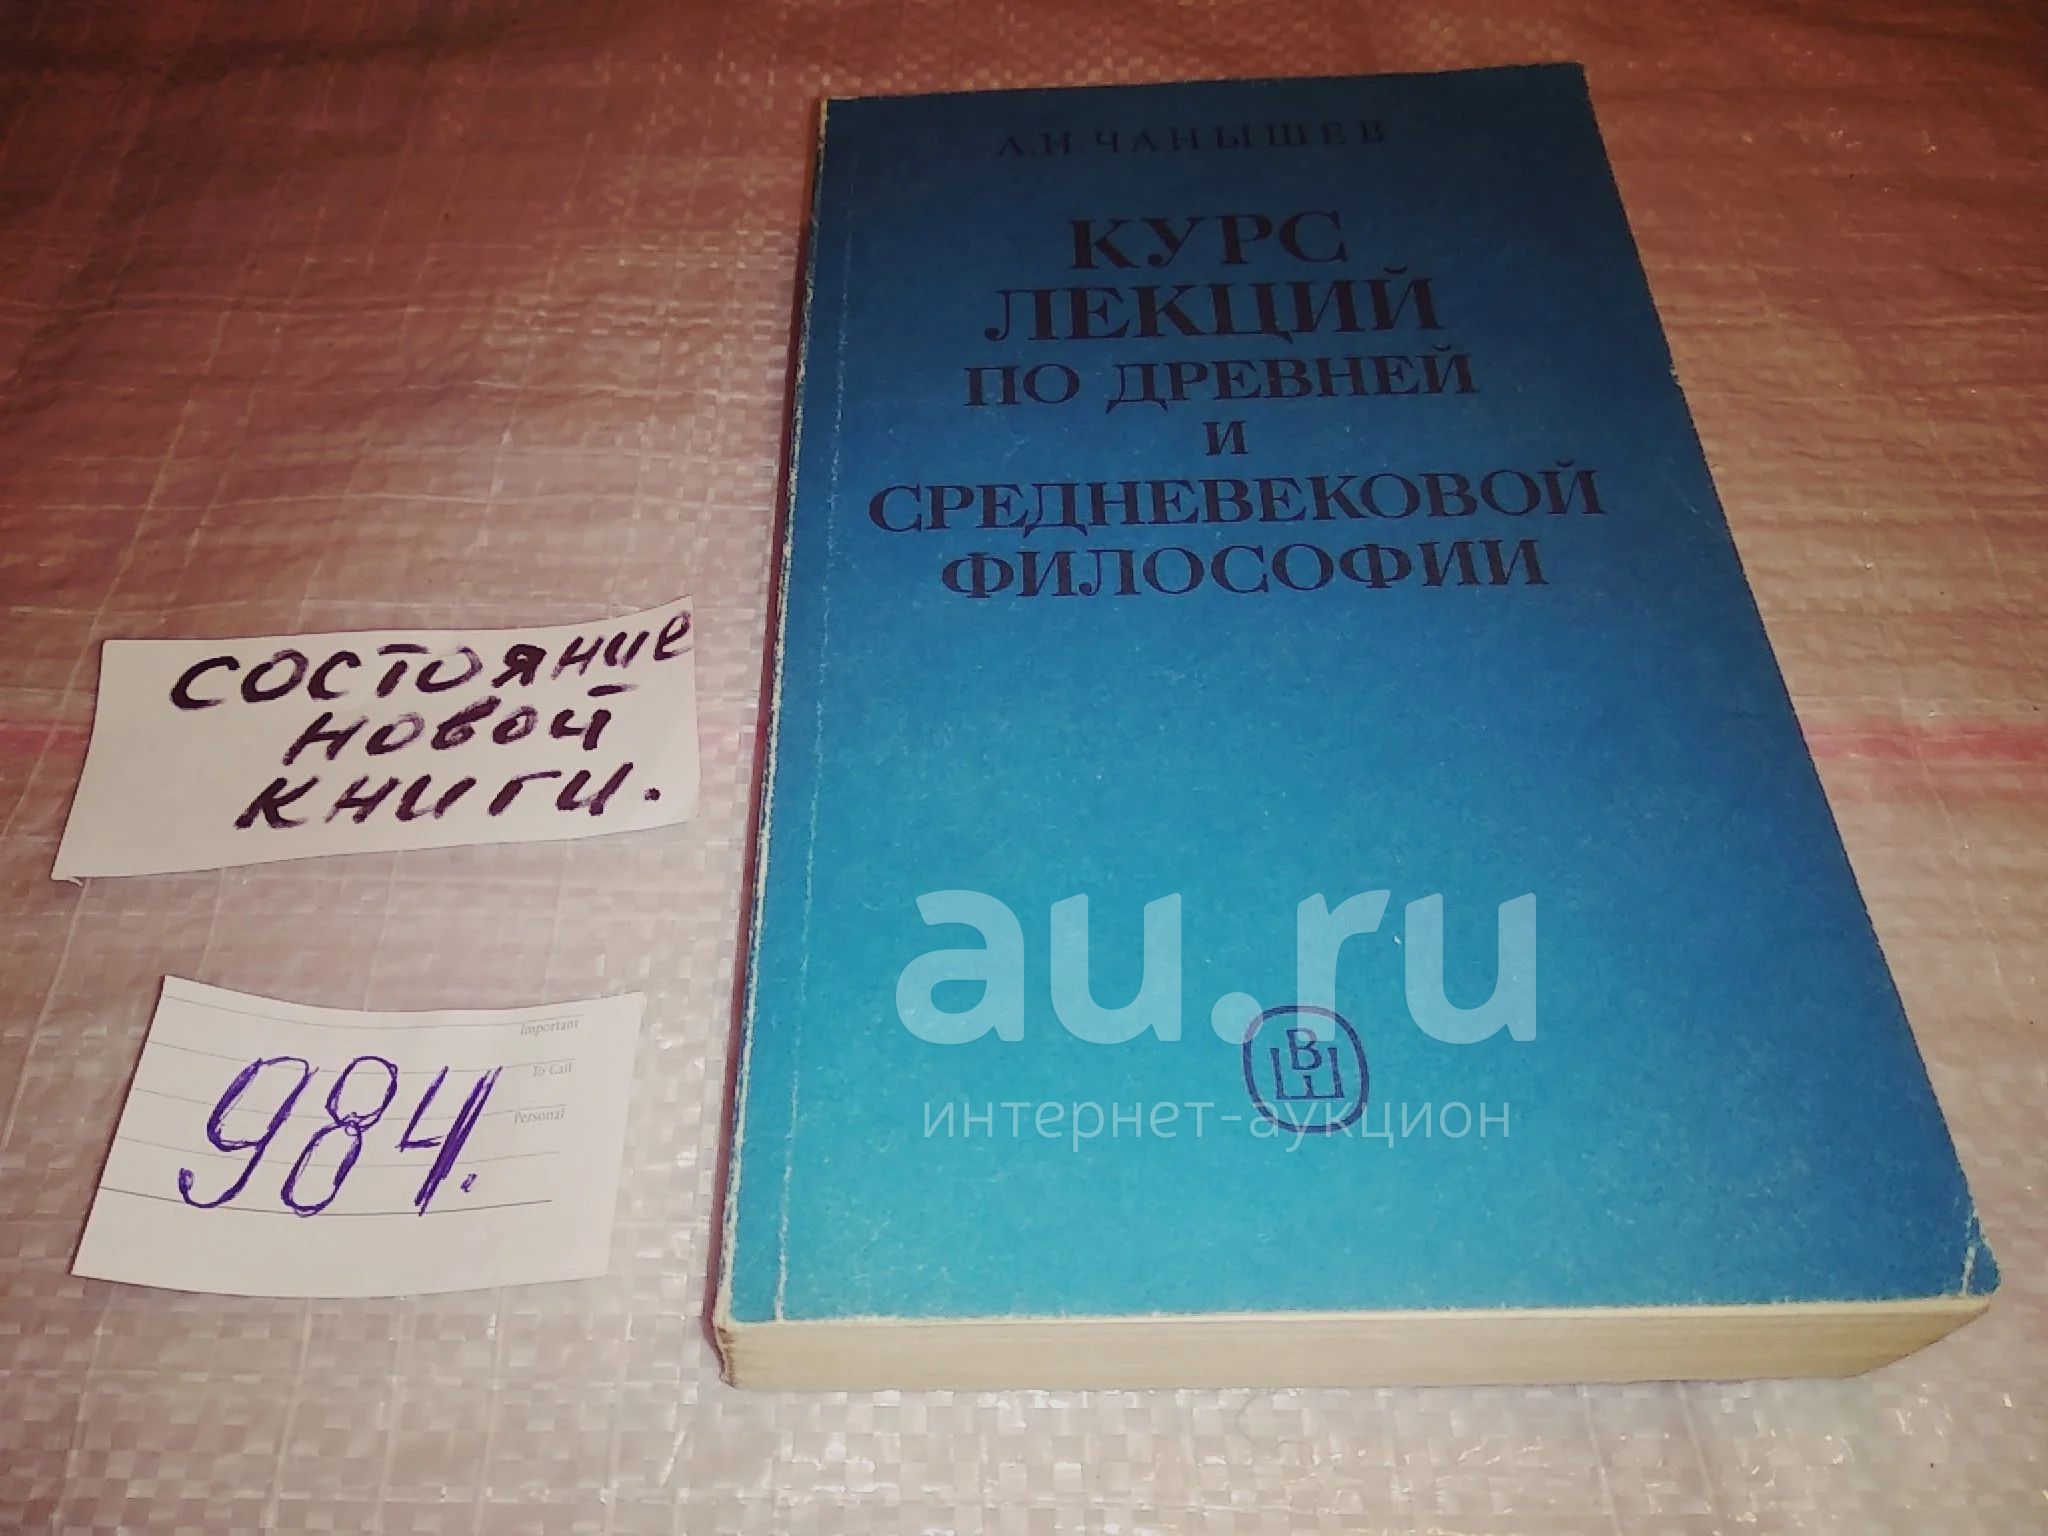 А.Н.ЧАНЫШЕВ
КУРС
ЛЕКЦИЙ
ПО ДРЕВНЕЙ
И
СРЕДНЕВЕКОВОЙ
ФИЛОСОФИИ
состояние
новой
книги.
Important
To Call
Personal
984.
au.ru
ВШ
интернет-аукцион